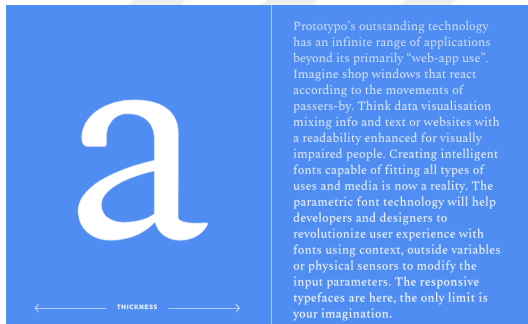 a
THICKNESS
Prototypo’s outstanding technology
has an infinite range of applications
beyond its primarily “web-app use”.
Imagine shop windows that react
according to the movements of
passers-by. Think data visualisation
mixing info and text or websites with
a readability enhanced for visually
impaired people. Creating intelligent
fonts capable of fitting all types of
uses and media is now a reality. The
parametric font technology will help
developers and designers to
revolutionize user experience with
fonts using context, outside variables
or physical sensors to modify the
input parameters. The responsive
typefaces are here, the only limit is
your imagination.